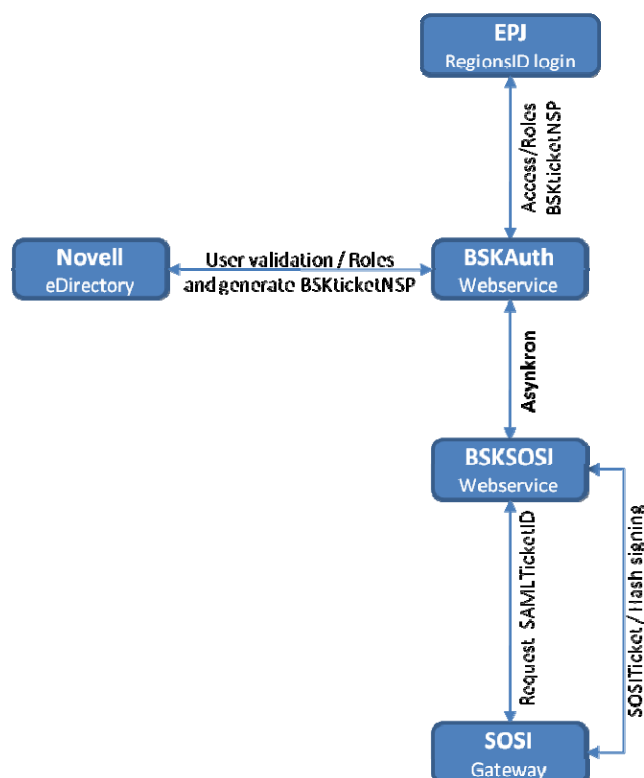 EPJ
RegionsID login
Access/Roles
BSKticketNSP
Novell
eDirectory
User validation / Roles
and generate BSKticketNSP
BSKAuth
Webservice
Asynkron
BSKSOSI
Webservice
Request SAMLTicketID
SOSITicket / Hash signing
SOSI
Gateway